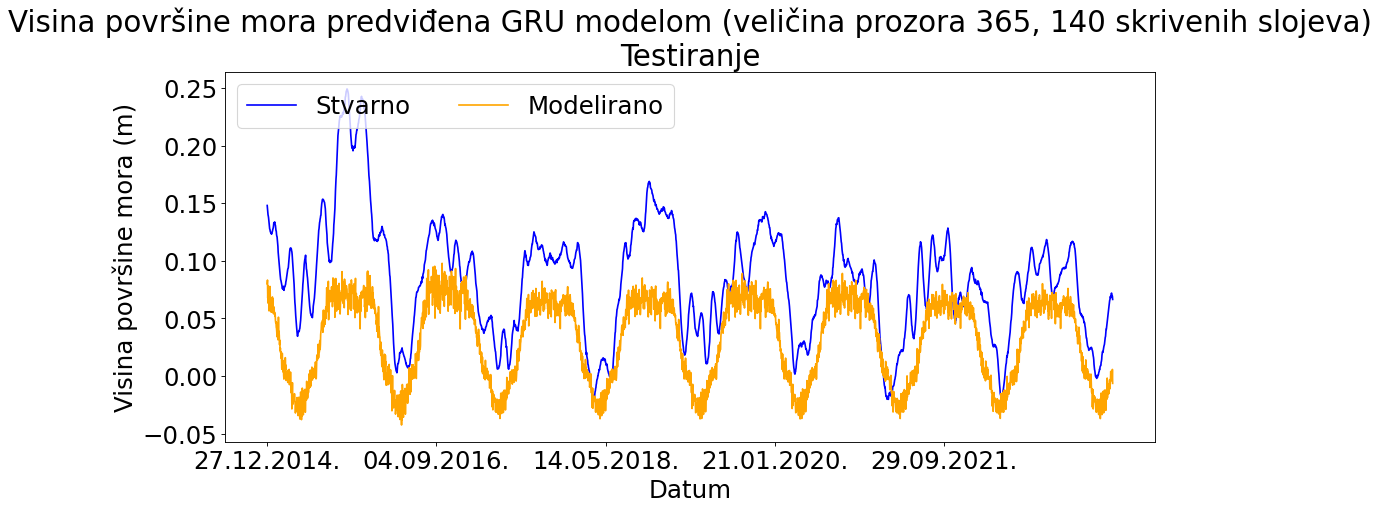 Visina površine mora predviđena GRU modelom (veličina prozora 365, 140 skrivenih slojeva)
Testiranje
Stvarno
Modelirano
Visina površine mora (m)
0.25
0.20
0.15
0.10
0.05
0.00
−0.05
27.12.2014.
04.09.2016.
14.05.2018.
21.01.2020.
29.09.2021.
Datum